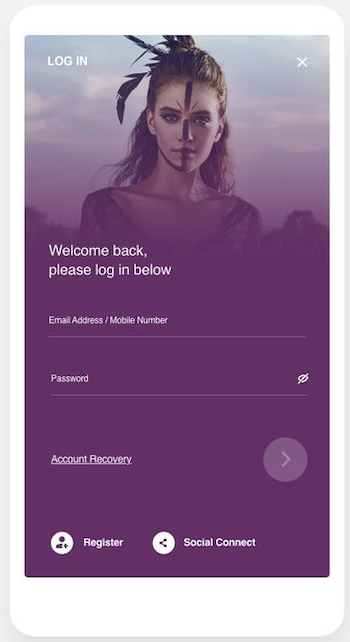 LOG IN
Welcome back,
please log in below
Email Address / Mobile Number
Password
Account Recovery
Register
Social Connect